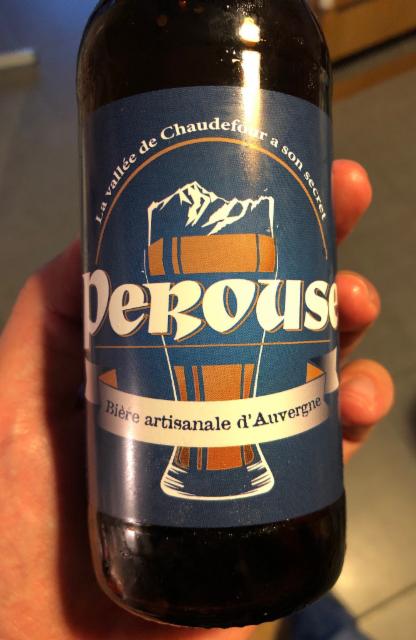 La vallée de Chaudefour a son secret
Perouse
Bière artisanale d'Auvergne